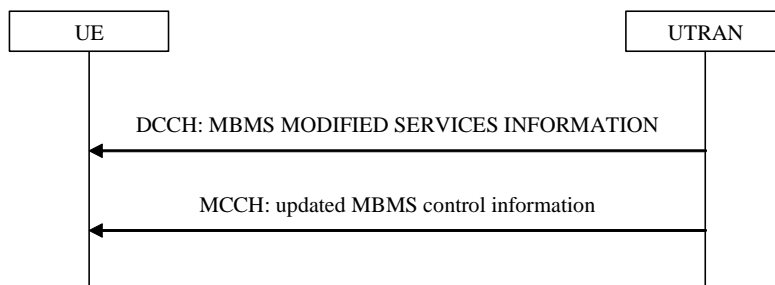 UE
UTRAN
DCCH: MBMS MODIFIED SERVICES INFORMATION
MCCH: updated MBMS control information